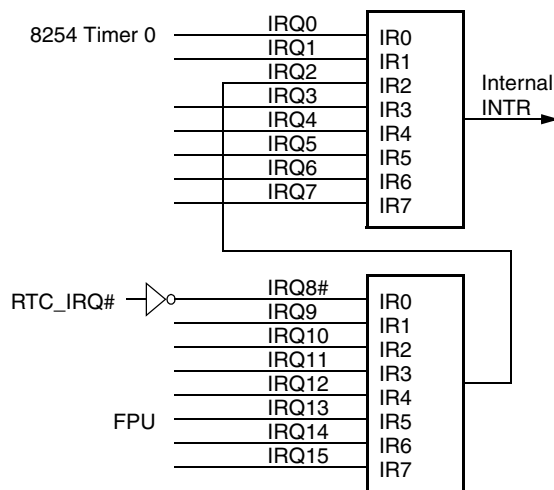 8254 Timer 0
IRQ0
IRQ1
IRQ2
IRQ3
IRQ4
IRQ5
IRQ6
IRQ7
IR0
IR1
IR2
IR3
IR4
IR5
IR6
IR7
Internal
INTR
RTC_IRQ#
FPU
IRQ8#
IRQ9
IRQ10
IRQ11
IRQ12
IRQ13
IRQ14
IRQ15
IR0
IR1
IR2
IR3
IR4
IR5
IR6
IR7